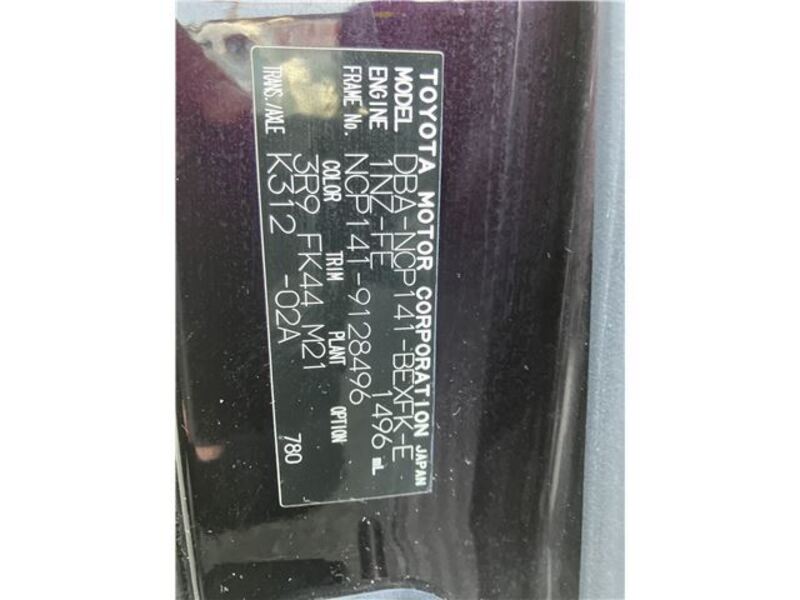 TOYOTA MOTOR CORPORATION JAPAN
MODEL DBA-NCP141-BEXFK-E
ENGINE 1NZ-FE 1496 mL
FRAME No. NCP141-9128496
COLOR TRIM PLANT OPTION
3R9 FK44 M21
TRANS./AXLE K312 -02A 780